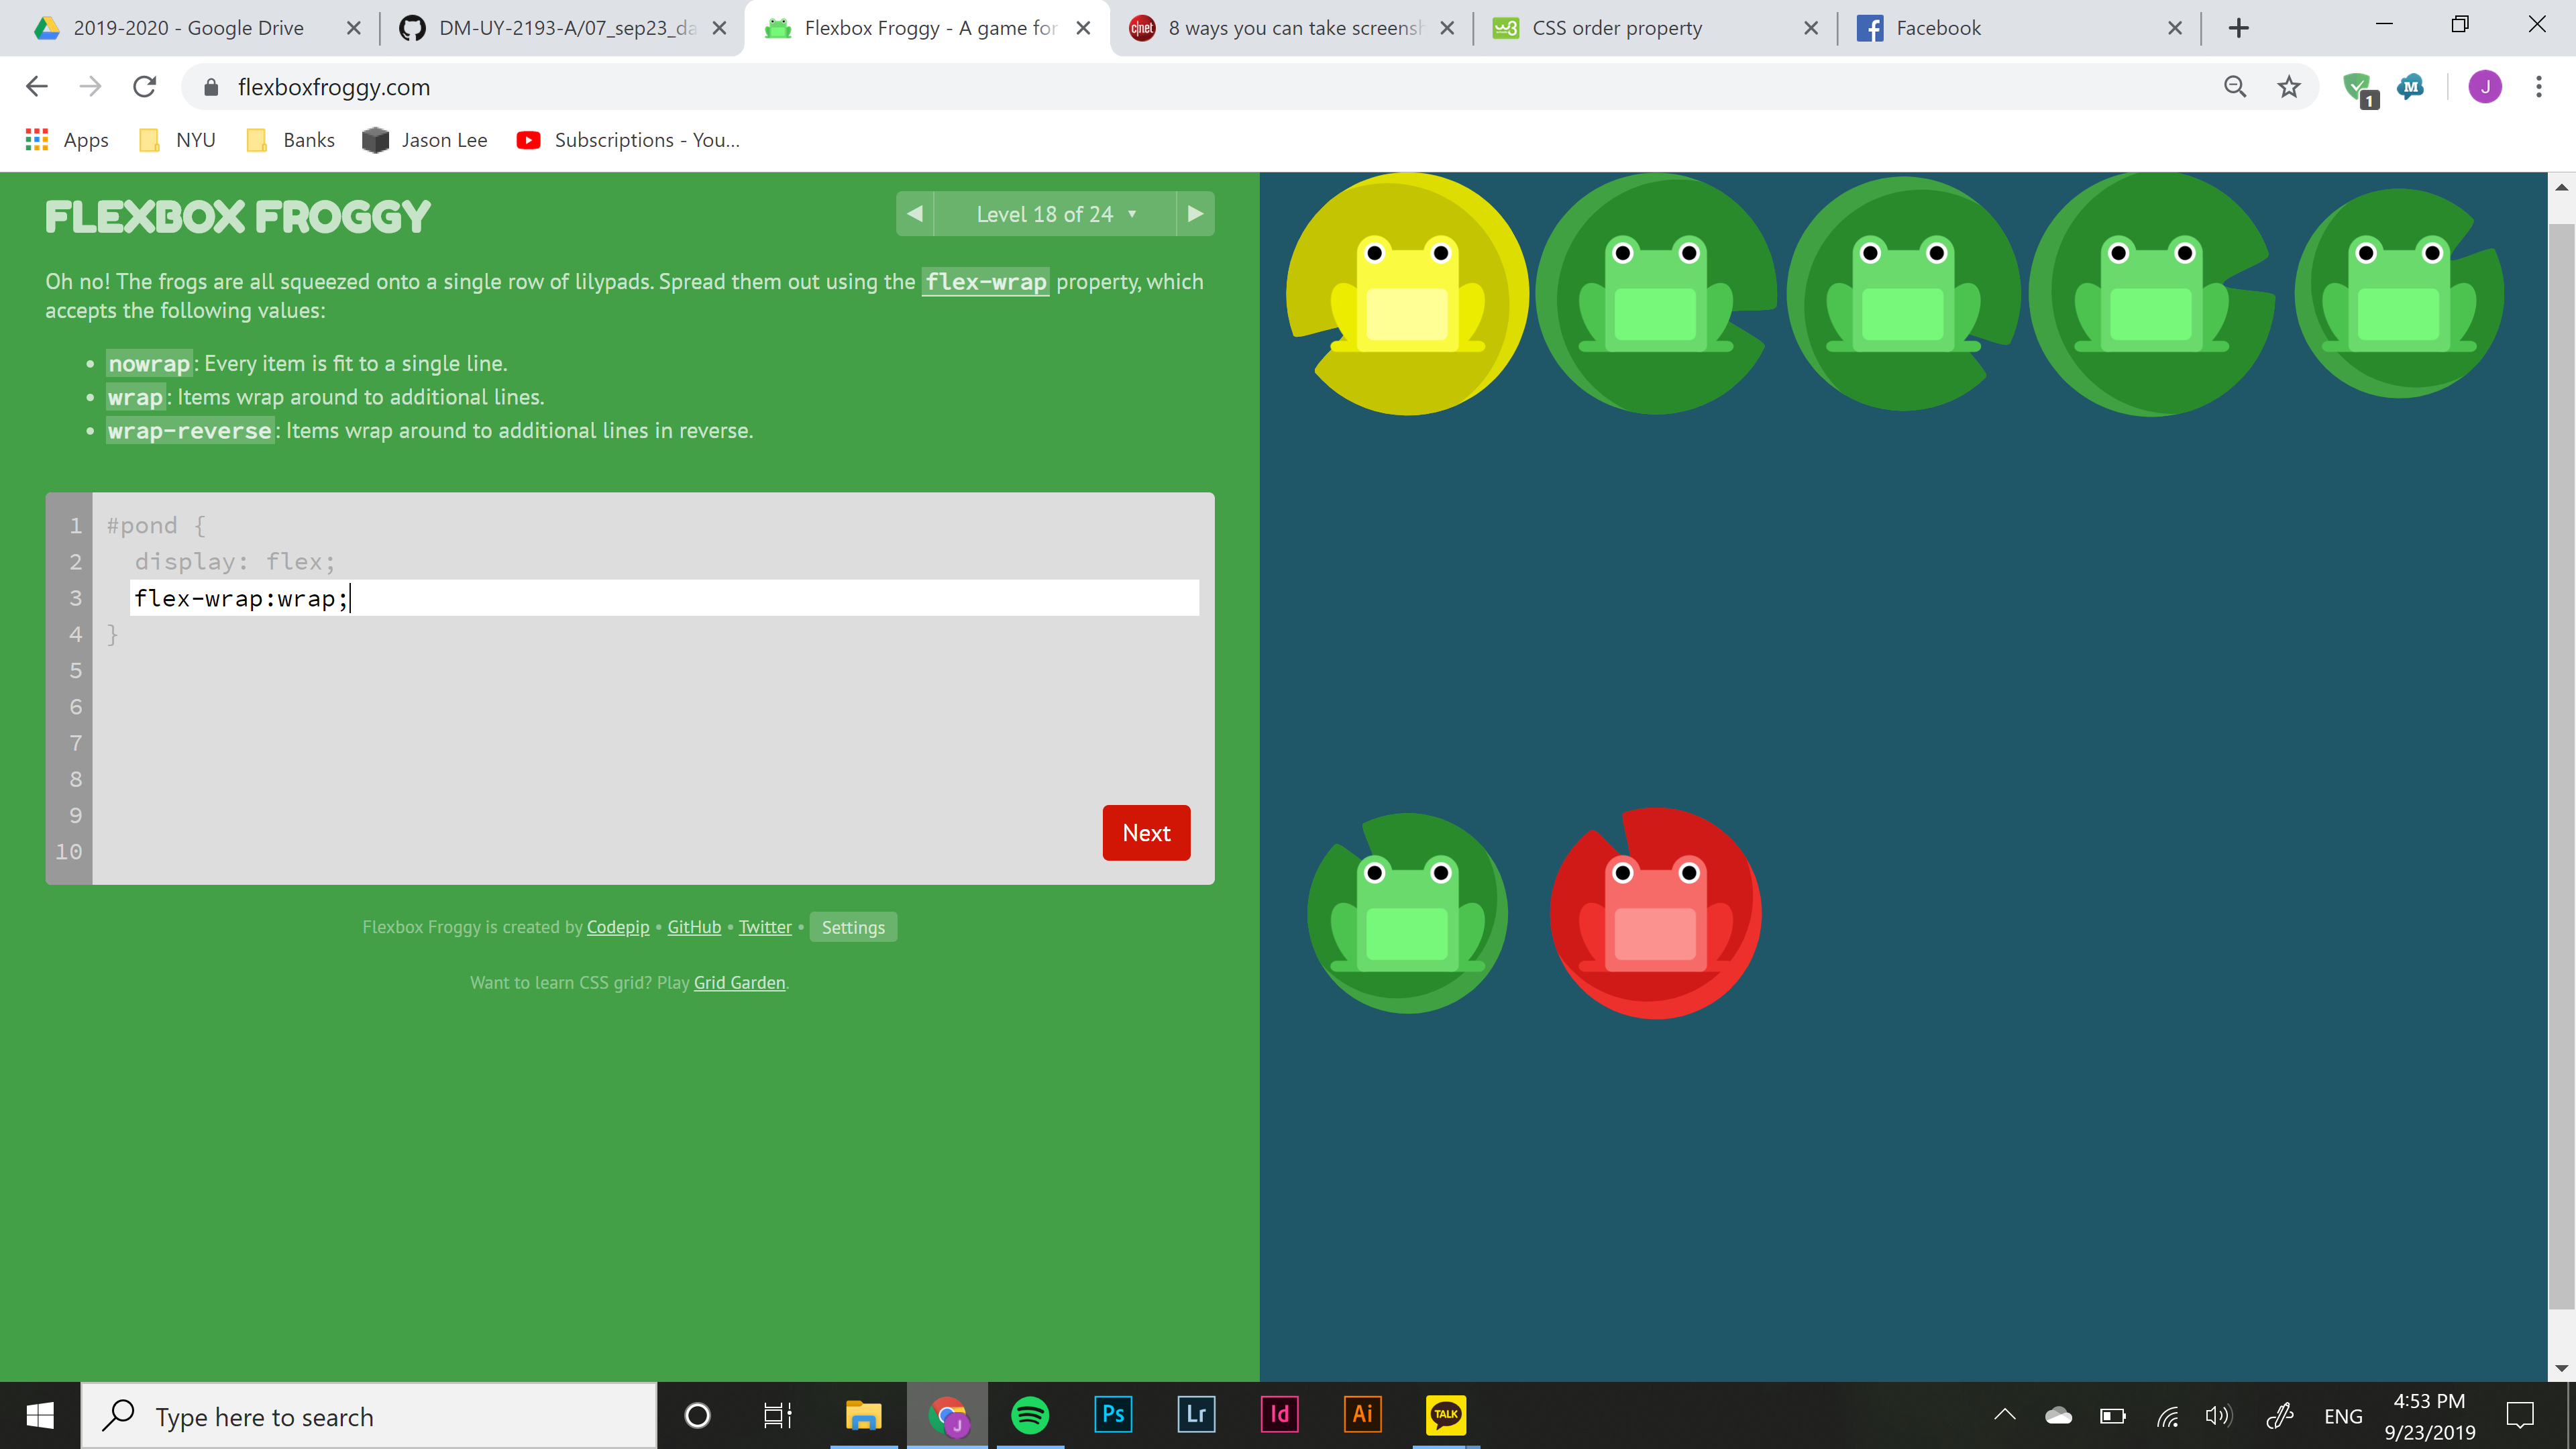 2019-2020 - Google Drive
DM-UY-2193-A/07_sep23_da
Flexbox Froggy - A game for
c|net
8 ways you can take screensh
w3
CSS order property
Facebook
flexboxfroggy.com
1
M
J
Apps
NYU
Banks
Jason Lee
Subscriptions - You...
FLEXBOX FROGGY
Level 18 of 24
Oh no! The frogs are all squeezed onto a single row of lilypads. Spread them out using the flex-wrap property, which
accepts the following values:
• nowrap: Every item is fit to a single line.
• wrap: Items wrap around to additional lines.
• wrap-reverse: Items wrap around to additional lines in reverse.
1 #pond {
2 display: flex;
3 flex-wrap:wrap;
4 }
5
6
7
8
9
10
Next
Flexbox Froggy is created by Codepip • GitHub • Twitter • Settings
Want to learn CSS grid? Play Grid Garden.
Type here to search
J
Ps
Lr
Id
Ai
TALK
ENG
4:53 PM
9/23/2019